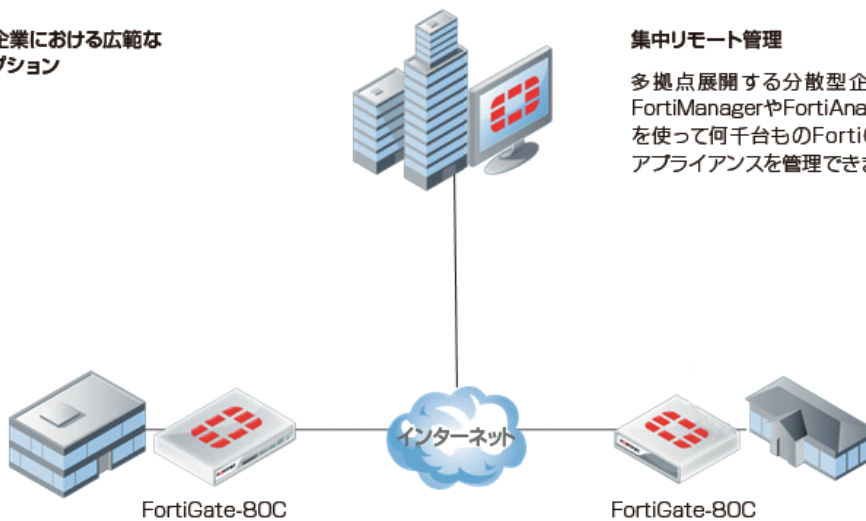 企業における広範な
プション
集中リモート管理
多拠点展開する分散型企
FortiManagerやFortiAna
を使って何千台ものForti
アプライアンスを管理でき
インターネット
FortiGate-80C
FortiGate-80C